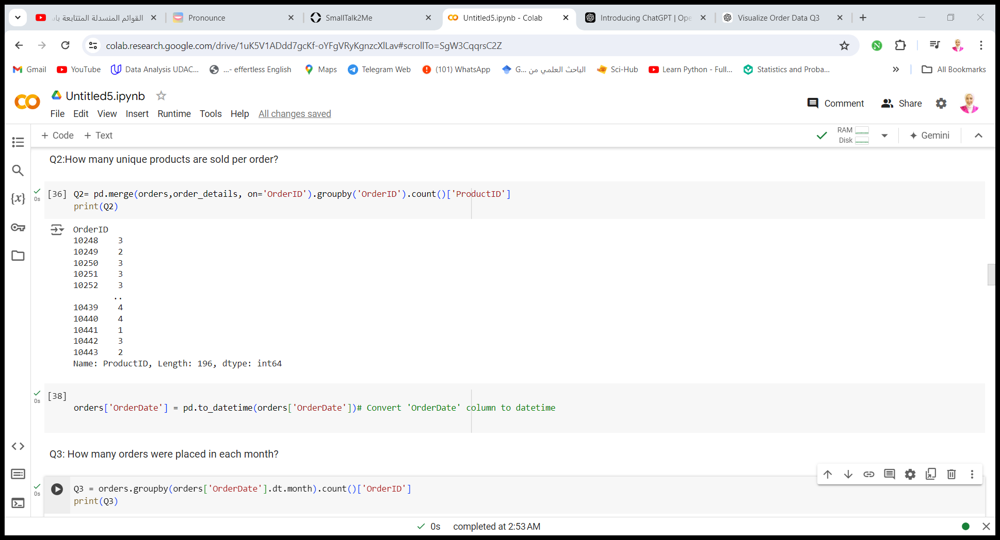 القوائم المنسدلة المتتابعة باس
Pronounce
SmallTalk2Me
Untitled5.ipynb - Colab
Introducing ChatGPT | Ope
Visualize Order Data Q3
colab.research.google.com/drive/1uK5V1ADdd7gcKf-oYFgVRyKgnzcXlLav#scrollTo=SgW3CqqrsC2Z
Gmail
YouTube
Data Analysis UDAC...
...- effertless English
Maps
Telegram Web
(101) WhatsApp
الباحث العلمي من ...G
Sci-Hub
Learn Python - Full...
Statistics and Proba...
All Bookmarks
Untitled5.ipynb
Comment
Share
File Edit View Insert Runtime Tools Help All changes saved
+ Code + Text
RAM
Disk
Gemini
Q2:How many unique products are sold per order?
0s
[36] Q2= pd.merge(orders,order_details, on='OrderID').groupby('OrderID').count()['ProductID']
print(Q2)
OrderID
10248 3
10249 2
10250 3
10251 3
10252 3
..
10439 4
10440 4
10441 1
10442 3
10443 2
Name: ProductID, Length: 196, dtype: int64
0s
[38]
orders['OrderDate'] = pd.to_datetime(orders['OrderDate'])# Convert 'OrderDate' column to datetime
Q3: How many orders were placed in each month?
0s
Q3 = orders.groupby(orders['OrderDate'].dt.month).count()['OrderID']
print(Q3)
0s completed at 2:53 AM